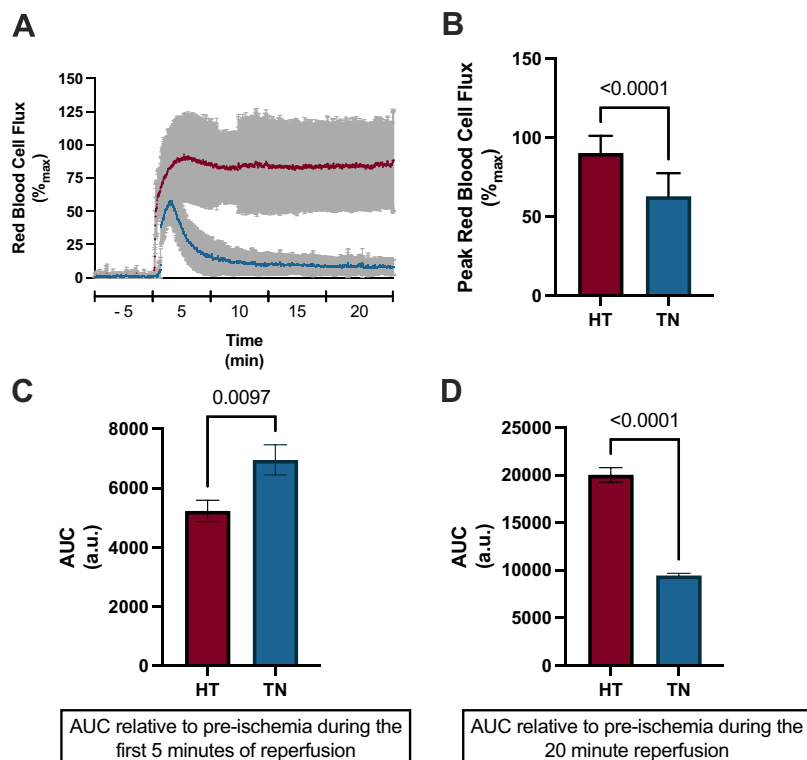 A
Red Blood Cell Flux
(%max)
150
125
100
75
50
25
0
- 5
5
10
15
20
Time
(min)
B
Peak Red Blood Cell Flux
(%max)
150
100
50
0
<0.0001
HT
TN
C
AUC
(a.u.)
8000
6000
4000
2000
0
0.0097
HT
TN
AUC relative to pre-ischemia during the
first 5 minutes of reperfusion
D
AUC
(a.u.)
25000
20000
15000
10000
5000
0
<0.0001
HT
TN
AUC relative to pre-ischemia during the
20 minute reperfusion